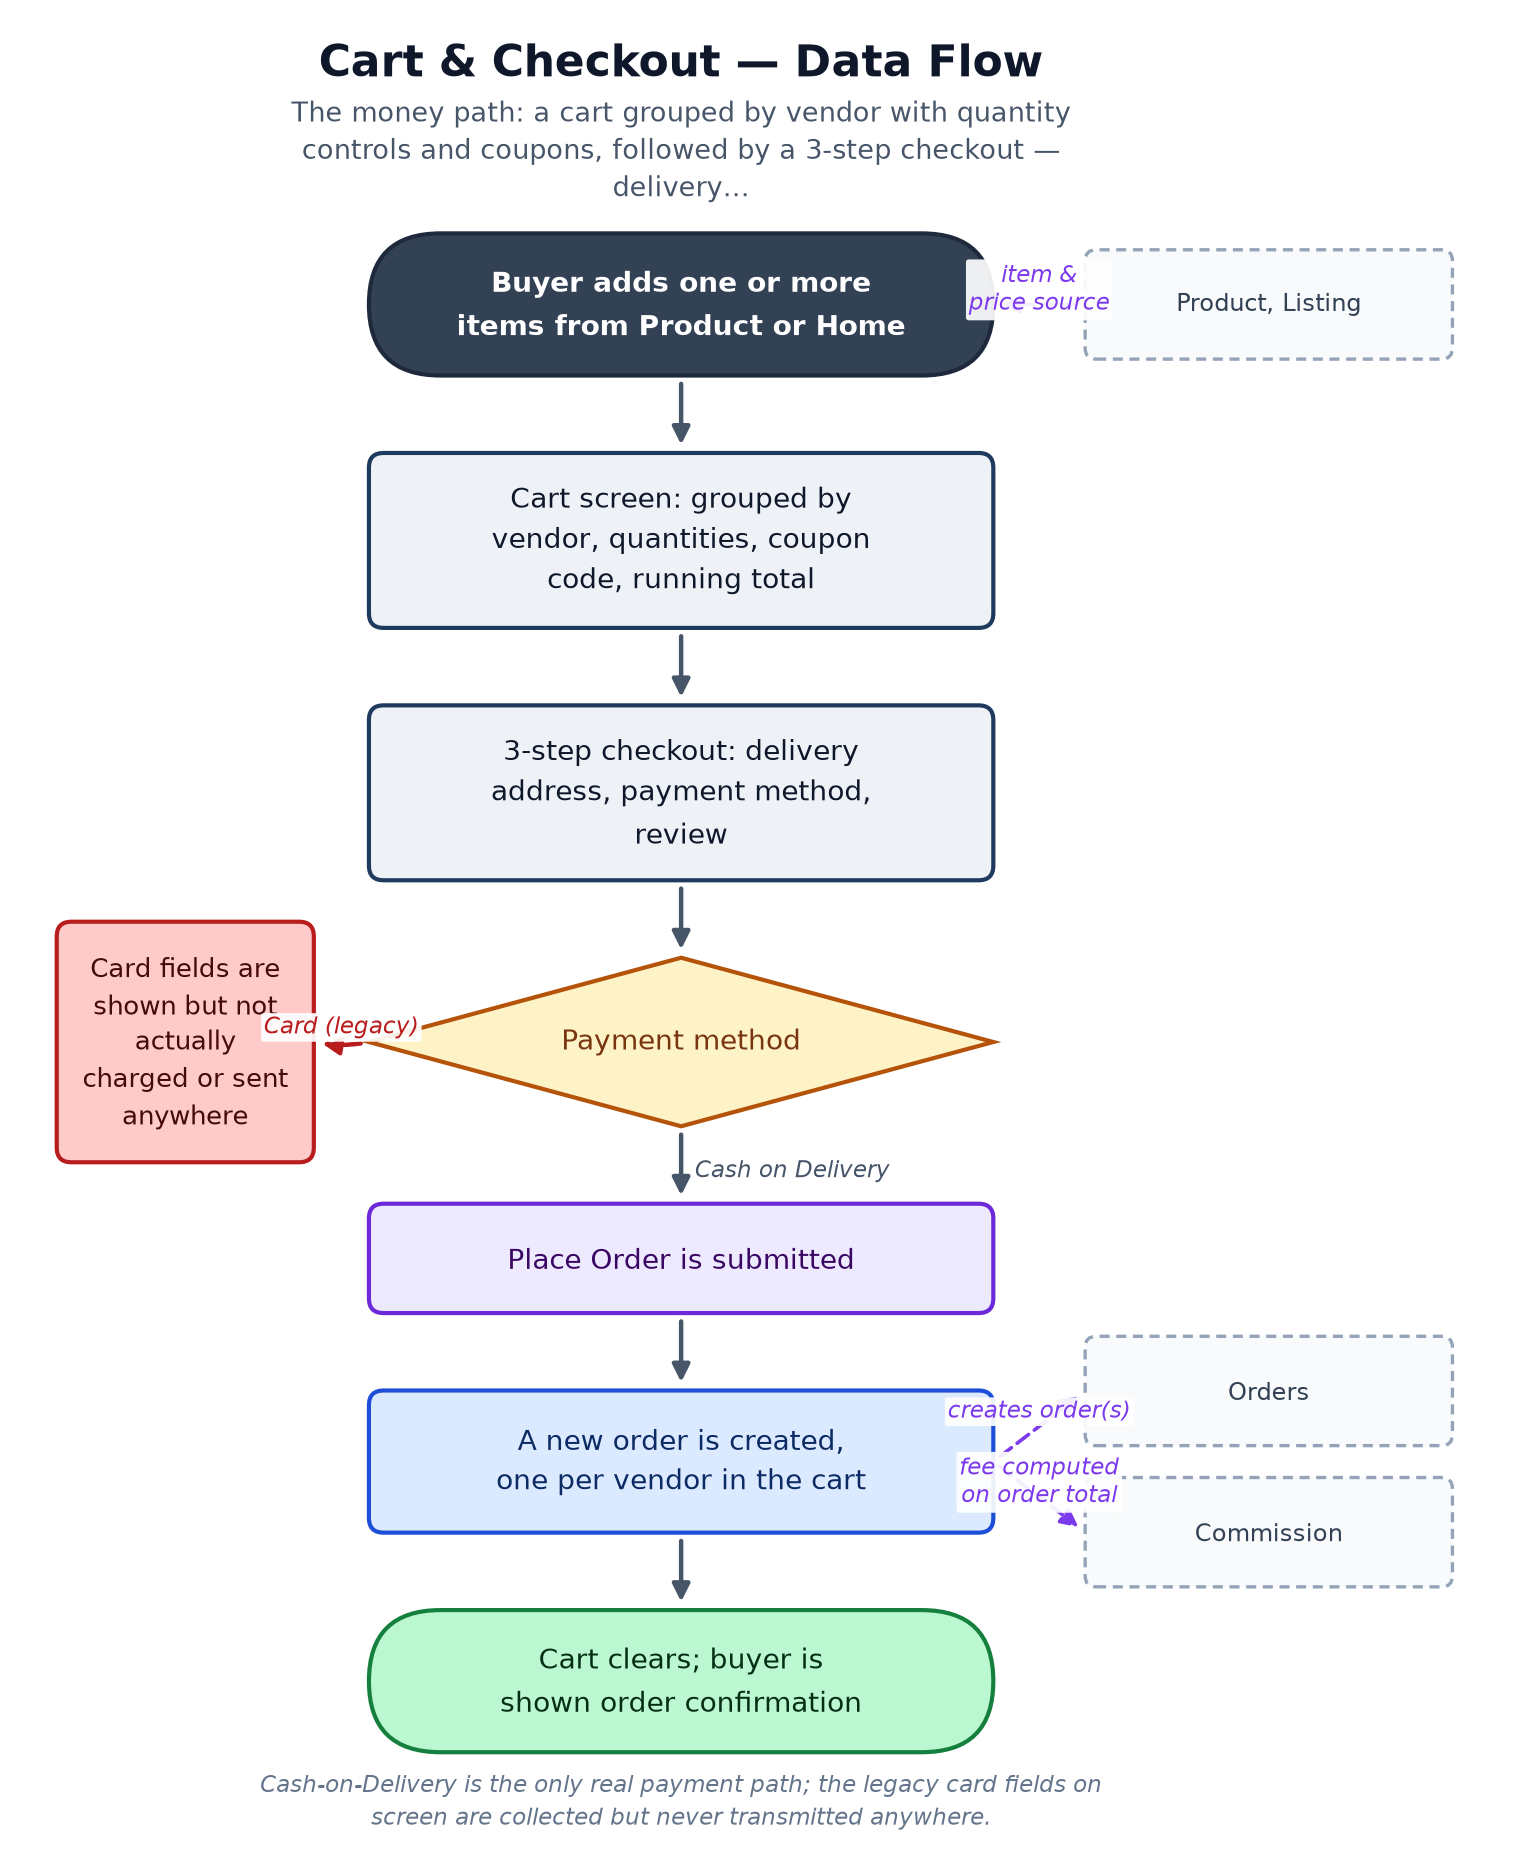 Cart & Checkout — Data Flow
The money path: a cart grouped by vendor with quantity
controls and coupons, followed by a 3-step checkout —
delivery...
Buyer adds one or more
items from Product or Home
item &
price source
Product, Listing
Cart screen: grouped by
vendor, quantities, coupon
code, running total
3-step checkout: delivery
address, payment method,
review
Card fields are
shown but not
actually
charged or sent
anywhere
Card (legacy)
Payment method
Cash on Delivery
Place Order is submitted
A new order is created,
one per vendor in the cart
creates order(s)
Orders
fee computed
on order total
Commission
Cart clears; buyer is
shown order confirmation
Cash-on-Delivery is the only real payment path; the legacy card fields on
screen are collected but never transmitted anywhere.